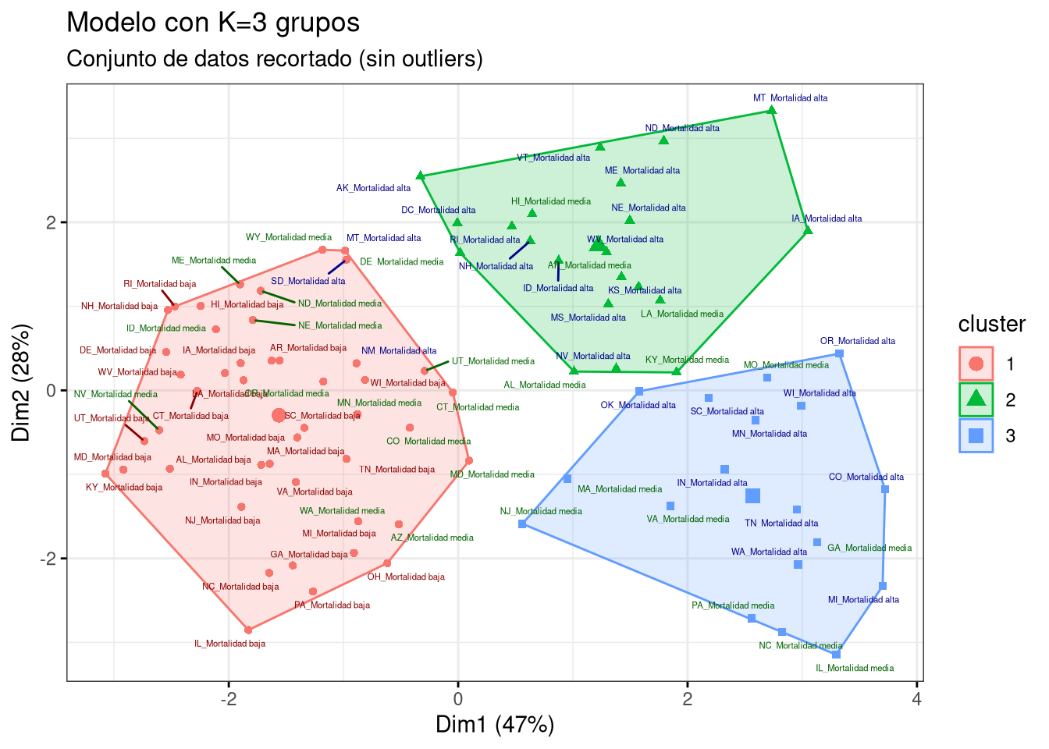 Modelo con K=3 grupos
Conjunto de datos recortado (sin outliers)
MT_Mortalidad alta
ND_Mortalidad alta
VT_Mortalidad alta
ME_Mortalidad alta
AK_Mortalidad alta
HI_Mortalidad media
DC_Mortalidad alta
NE_Mortalidad alta
IA_Mortalidad alta
WY_Mortalidad media
MT_Mortalidad alta
RI_Mortalidad alta
ME_Mortalidad media
DE_Mortalidad media
NH_Mortalidad alta
RI_Mortalidad baja
SD_Mortalidad alta
ID_Mortalidad alta
KS_Mortalidad alta
NH_Mortalidad baja
HI_Mortalidad baja
ND_Mortalidad media
MS_Mortalidad alta
LA_Mortalidad media
ID_Mortalidad media
NE_Mortalidad media
OR_Mortalidad alta
DE_Mortalidad baja
IA_Mortalidad baja
AR_Mortalidad baja
NM_Mortalidad alta
UT_Mortalidad media
NV_Mortalidad alta
KY_Mortalidad media
MO_Mortalidad media
WV_Mortalidad baja
WI_Mortalidad baja
AL_Mortalidad media
NV_Mortalidad media
WI_Mortalidad alta
MN_Mortalidad media
CT_Mortalidad media
OK_Mortalidad alta
UT_Mortalidad baja
CT_Mortalidad baja
SC_Mortalidad baja
SC_Mortalidad alta
MO_Mortalidad baja
CO_Mortalidad media
MN_Mortalidad alta
MD_Mortalidad baja
AL_Mortalidad baja
MA_Mortalidad baja
TN_Mortalidad baja
MD_Mortalidad media
CO_Mortalidad alta
KY_Mortalidad baja
IN_Mortalidad baja
VA_Mortalidad baja
MA_Mortalidad media
IN_Mortalidad alta
NJ_Mortalidad baja
WA_Mortalidad media
NJ_Mortalidad media
VA_Mortalidad media
TN_Mortalidad alta
MI_Mortalidad baja
AZ_Mortalidad media
GA_Mortalidad baja
WA_Mortalidad alta
GA_Mortalidad media
OH_Mortalidad baja
NC_Mortalidad baja
PA_Mortalidad baja
PA_Mortalidad media
MI_Mortalidad alta
IL_Mortalidad baja
NC_Mortalidad media
IL_Mortalidad media
cluster
1
2
3
2
0
-2
Dim2 (28%)
-2
0
2
4
Dim1 (47%)